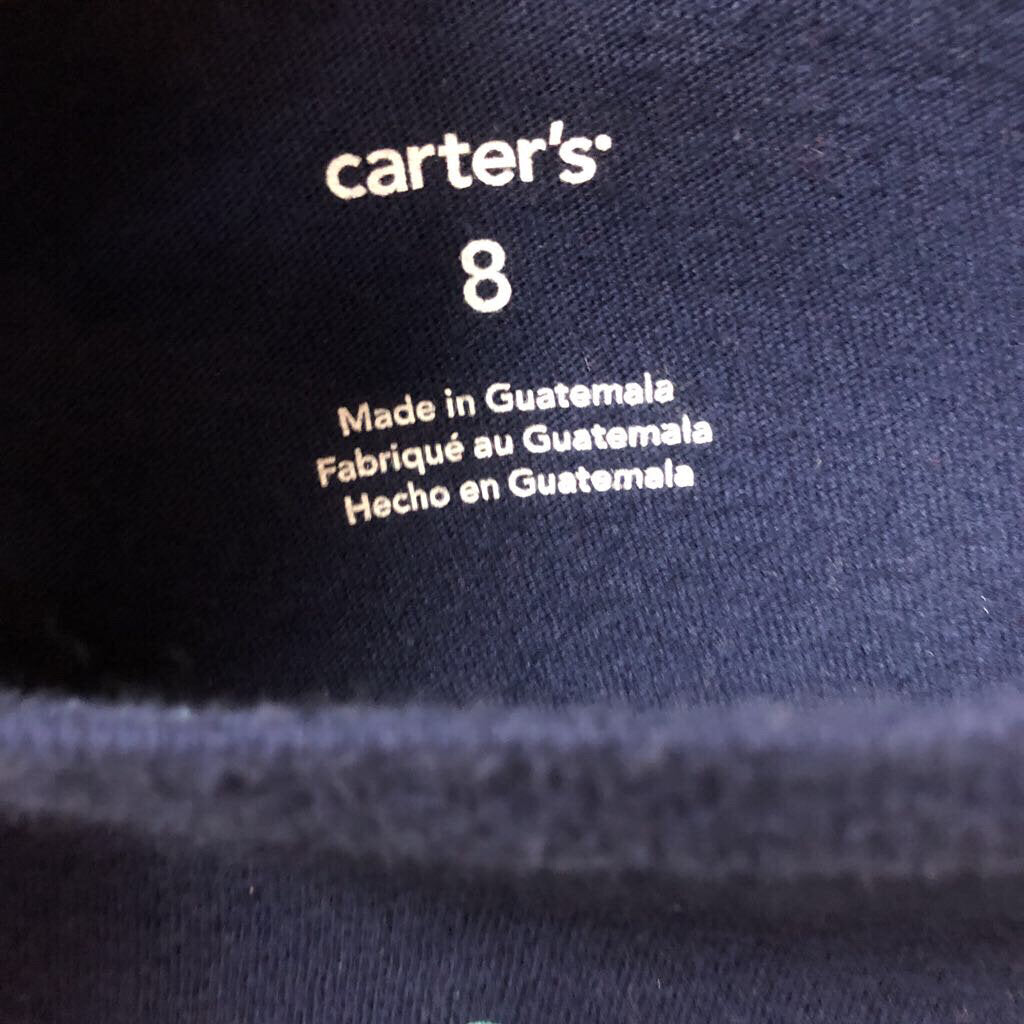 carter's
8
Made in Guatemala
Fabriqué au Guatemala
Hecho en Guatemala